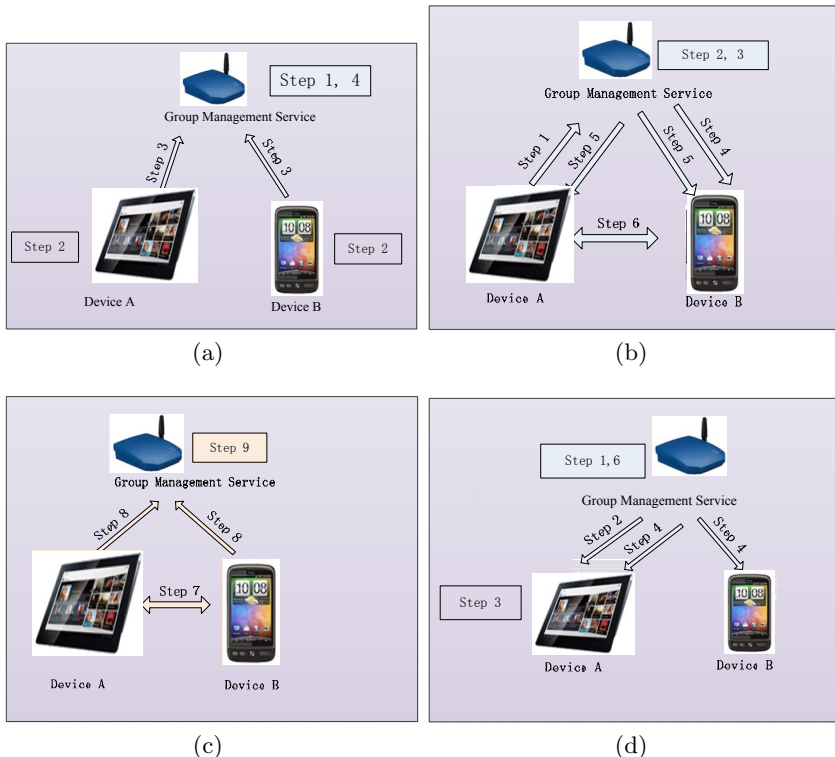 Step 1, 4
Group Management Service
Step 3
Step 3
Step 2
Step 2
Device A
Device B
(a)
Step 2, 3
Group Management Service
Step 1
Step 5
Step 5
Step 4
Step 6
Device A
Device B
(b)
Step 9
Group Management Service
Step 8
Step 8
Step 7
Device A
Device B
(c)
Step 1,6
Group Management Service
Step 2
Step 4
Step 4
Step 3
Device A
Device B
(d)